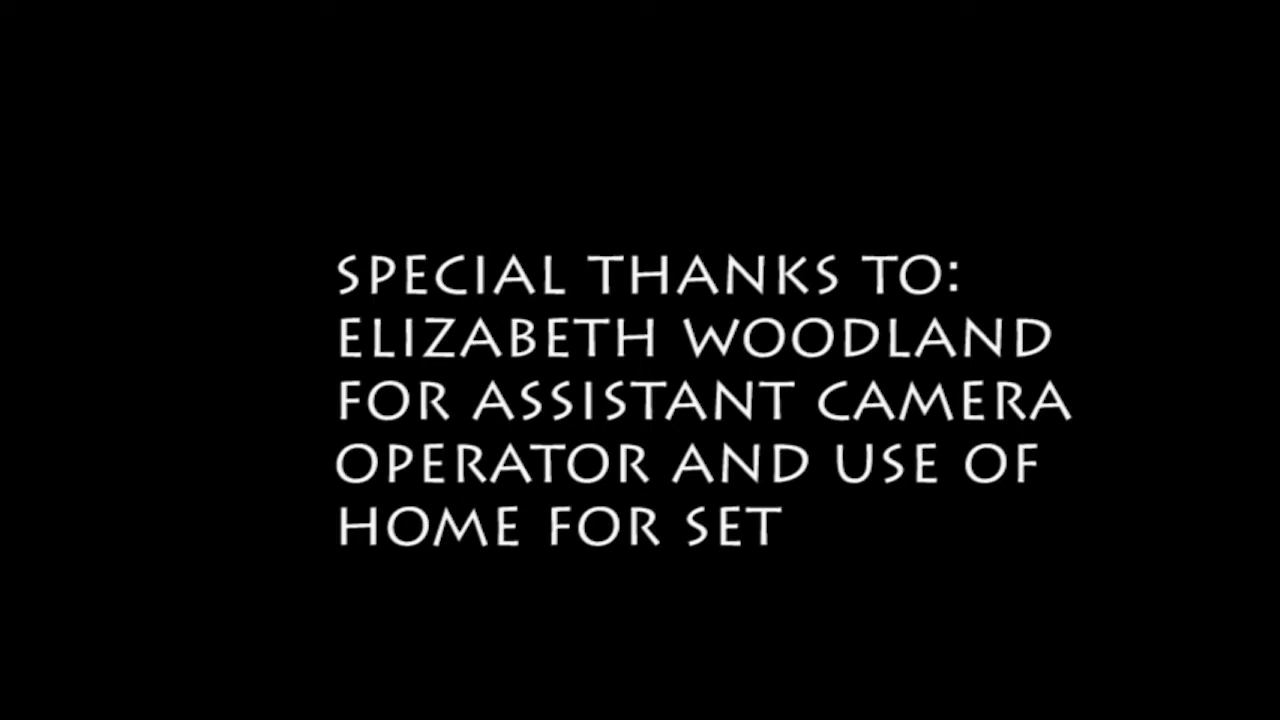 SPECIAL THANKS TO:
ELIZABETH WOODLAND
FOR ASSISTANT CAMERA
OPERATOR AND USE OF
HOME FOR SET